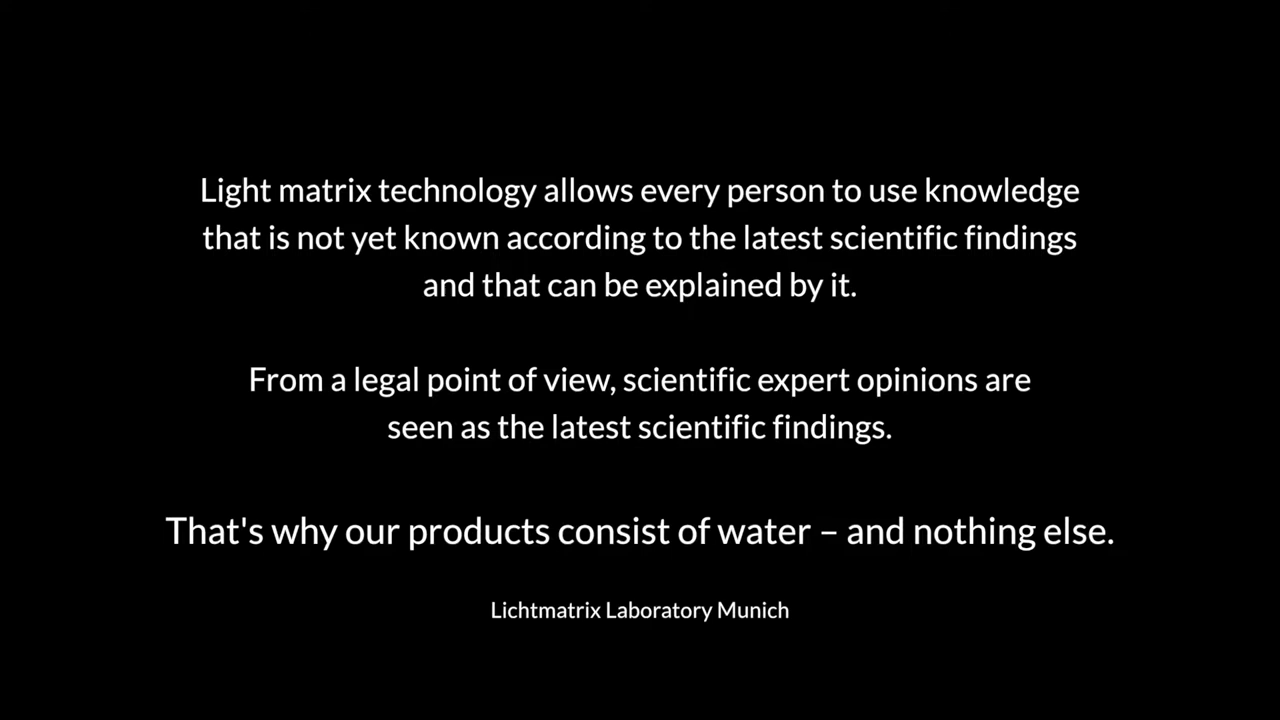 Light matrix technology allows every person to use knowledge
that is not yet known according to the latest scientific findings
and that can be explained by it.
From a legal point of view, scientific expert opinions are
seen as the latest scientific findings.
That's why our products consist of water – and nothing else.
Lichtmatrix Laboratory Munich